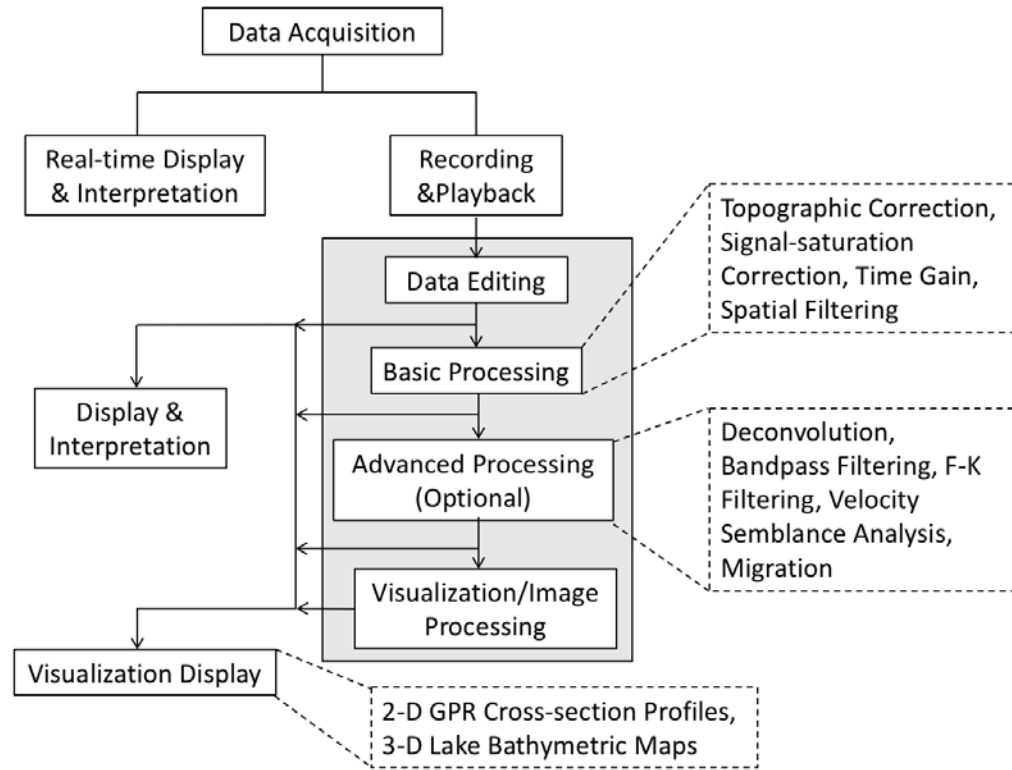 Data Acquisition
Real-time Display
& Interpretation
Recording
&Playback
Topographic Correction,
Signal-saturation
Correction, Time Gain,
Spatial Filtering
Data Editing
Basic Processing
Display &
Interpretation
Advanced Processing
(Optional)
Deconvolution,
Bandpass Filtering, F-K
Filtering, Velocity
Semblance Analysis,
Migration
Visualization/Image
Processing
Visualization Display
2-D GPR Cross-section Profiles,
3-D Lake Bathymetric Maps